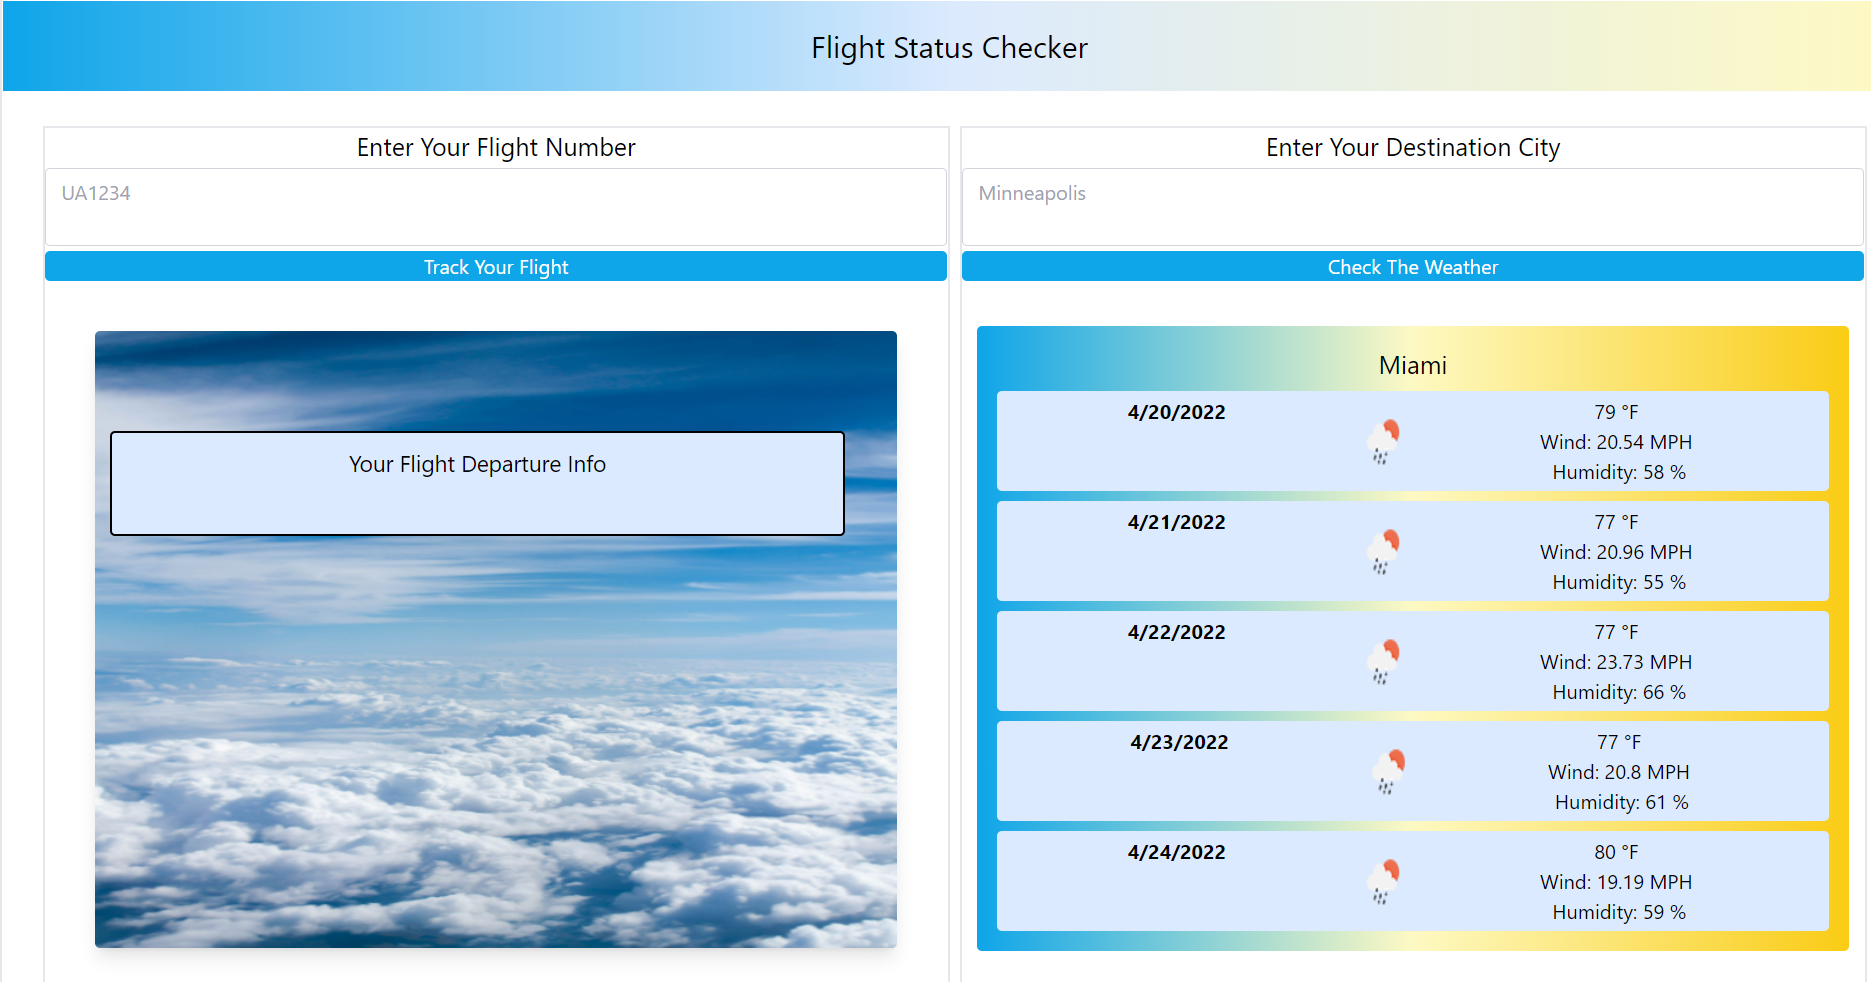 Flight Status Checker
Enter Your Flight Number
UA1234
Track Your Flight
Your Flight Departure Info
Enter Your Destination City
Minneapolis
Check The Weather
Miami
4/20/2022
79 °F
Wind: 20.54 MPH
Humidity: 58 %
4/21/2022
77 °F
Wind: 20.96 MPH
Humidity: 55 %
4/22/2022
77 °F
Wind: 23.73 MPH
Humidity: 66 %
4/23/2022
77 °F
Wind: 20.8 MPH
Humidity: 61 %
4/24/2022
80 °F
Wind: 19.19 MPH
Humidity: 59 %